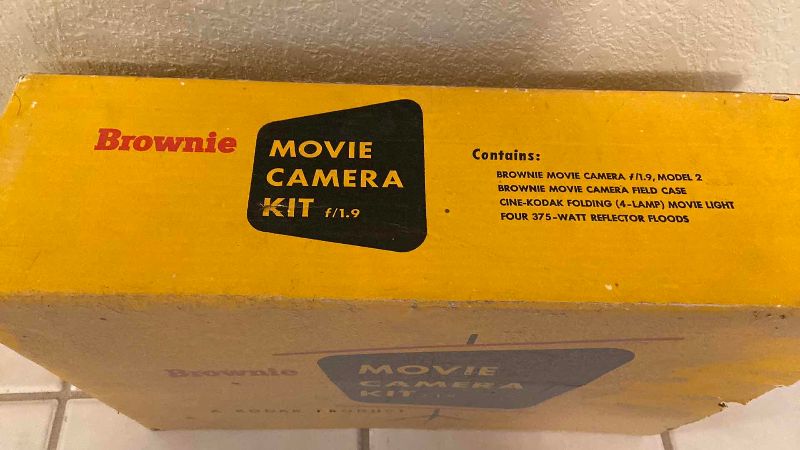 Brownie
MOVIE
CAMERA
KIT f/1.9
Contains:
BROWNIE MOVIE CAMERA f/1.9, MODEL 2
BROWNIE MOVIE CAMERA FIELD CASE
CINE-KODAK FOLDING (4-LAMP) MOVIE LIGHT
FOUR 375-WATT REFLECTOR FLOODS
Brownie
MOVIE
CAMERA
KIT
A KODAK PRODUCT